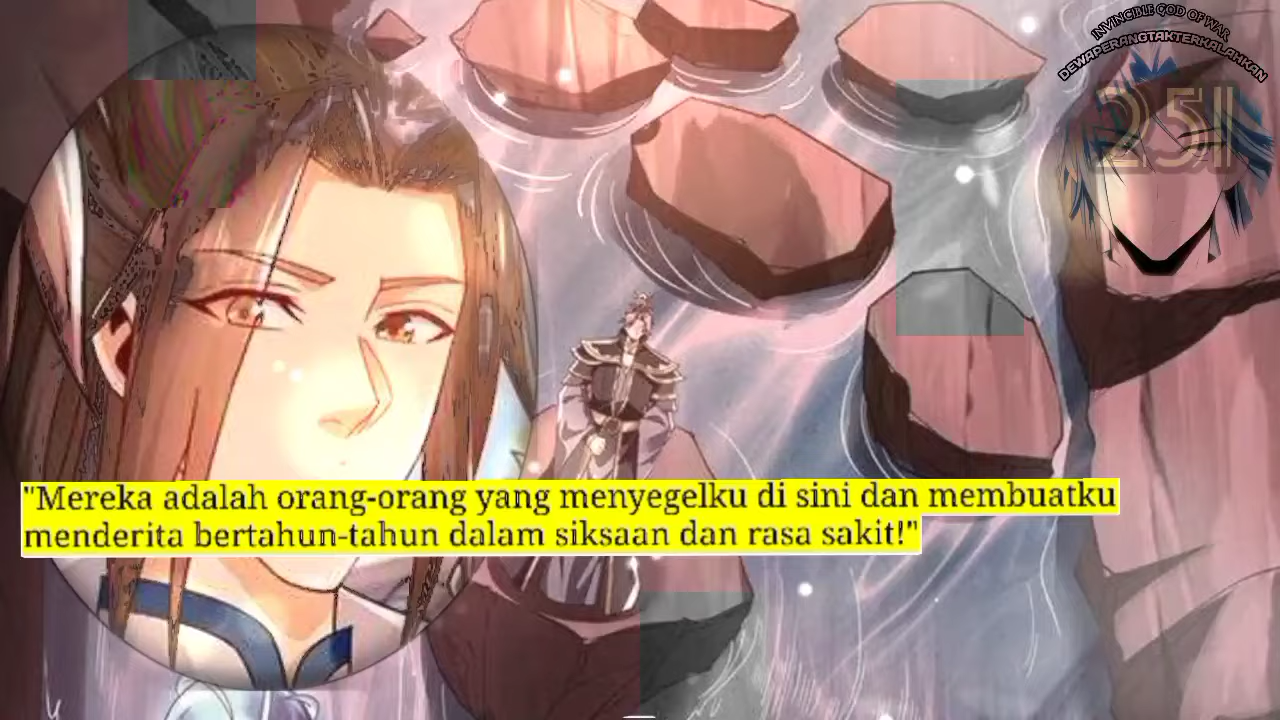 INVINCIBLE GOD OF WAR
DEWAPERANGTAKTERKALAHKAN
251
"Mereka adalah orang-orang yang menyegelku di sini dan membuatku
menderita bertahun-tahun dalam siksaan dan rasa sakit!"